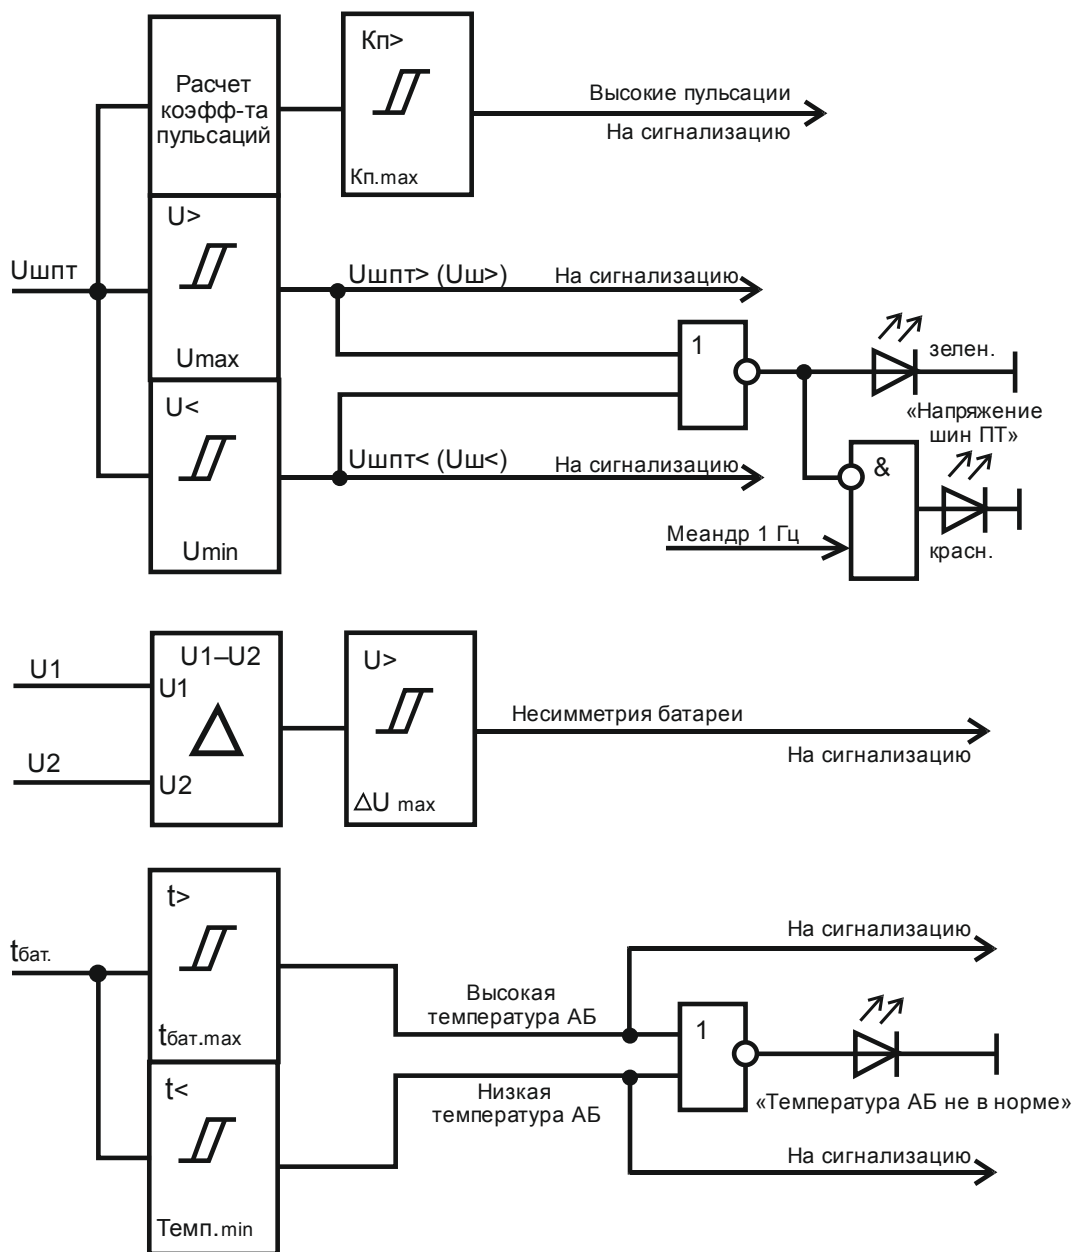 Расчет
коэфф-та
пульсаций
Кп>
Кп.max
Высокие пульсации
На сигнализацию
Uшпт
U>
Umax
Uшпт> (Uш>)
На сигнализацию
U<
Umin
Uшпт< (Uш<)
На сигнализацию
1
зелен.
«Напряжение
шин ПТ»
&
Меандр 1 Гц
красн.
U1
U2
U1–U2
U1
U2
U>
△U max
Несимметрия батареи
На сигнализацию
tбат.
t>
tбат.max
t<
Темп.min
Высокая
температура АБ
На сигнализацию
Низкая
температура АБ
1
«Температура АБ не в норме»
На сигнализацию